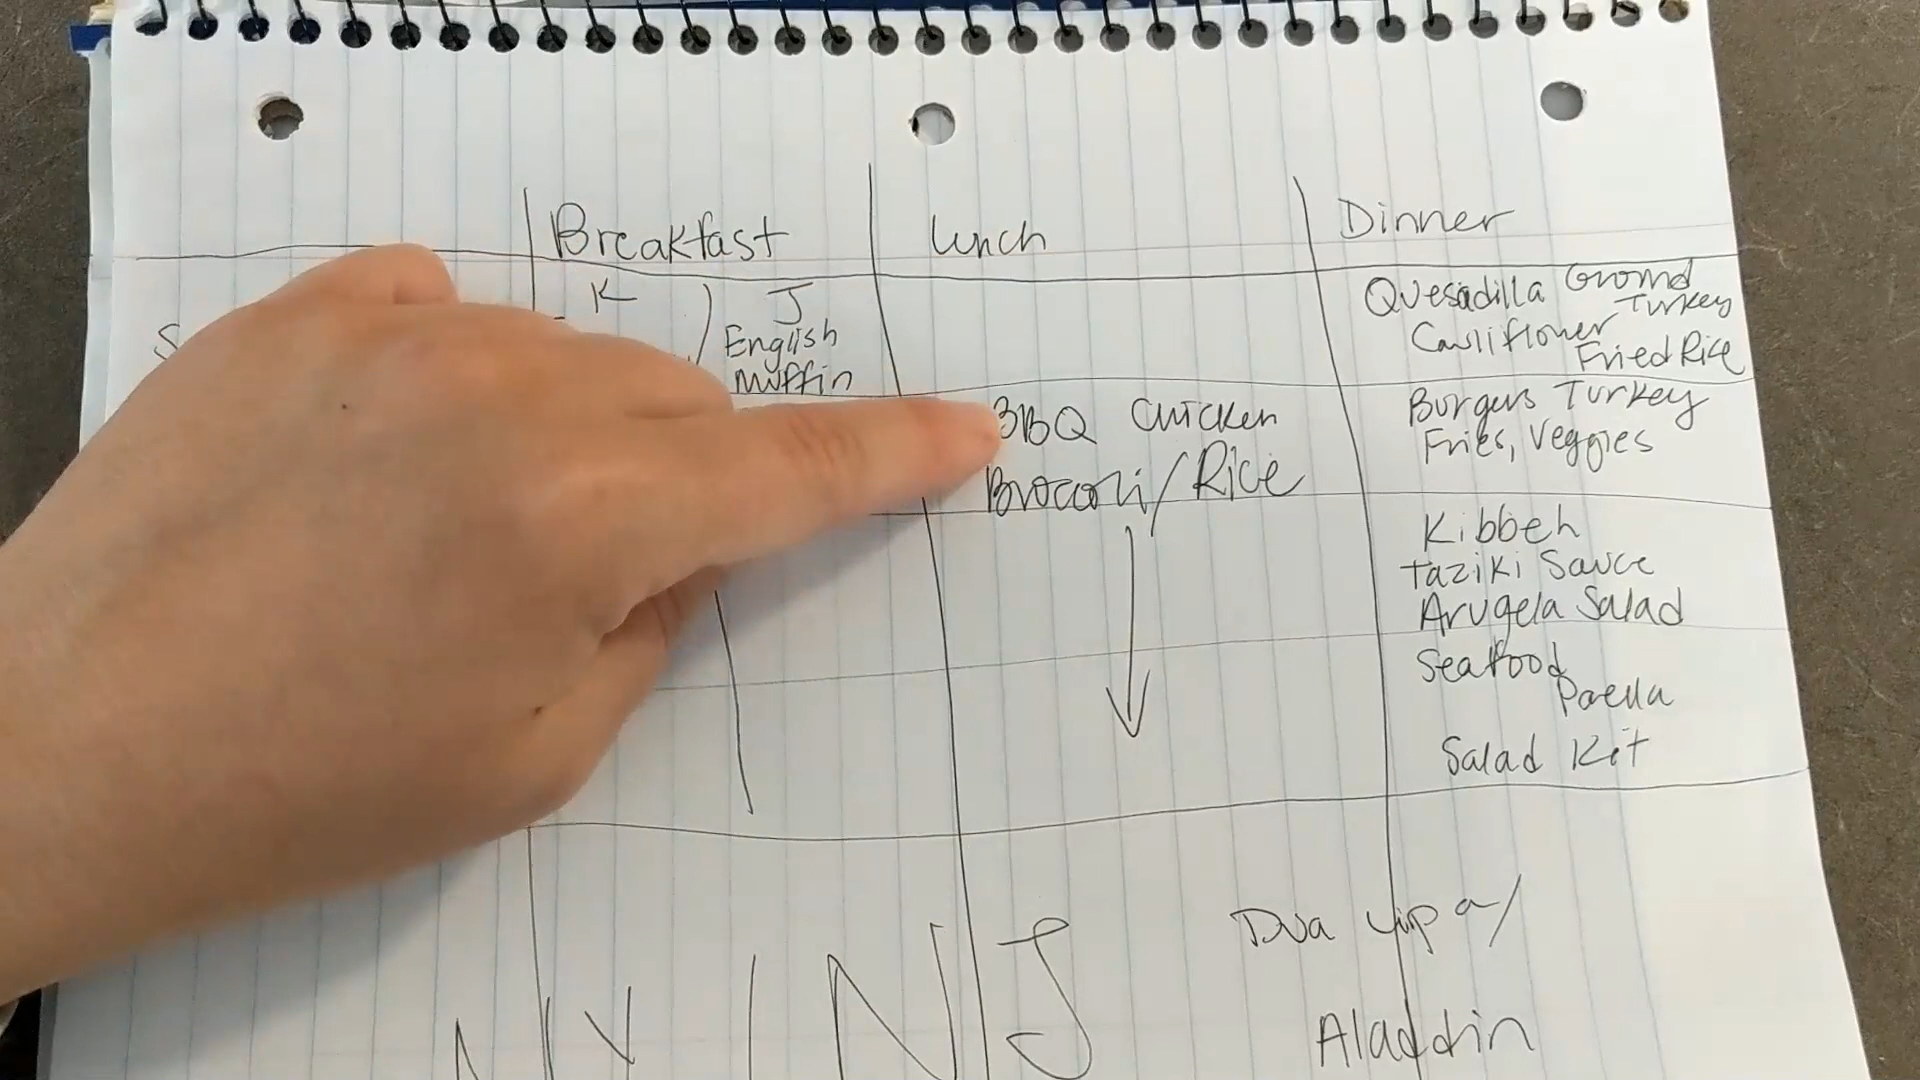 Breakfast lunch Dinner
K J
English
Muffin
Quesadilla Ground
Turkey
Cauliflower
Fried Rice
BBQ Chicken
Brocorli/Rice
Burgers Turkey
Fries, Veggies
Kibbeh
Taziki Sauce
Arugela Salad
Seafood
Paella
Salad Kit
NY / NJ
Dua Lipa/
Aladdin